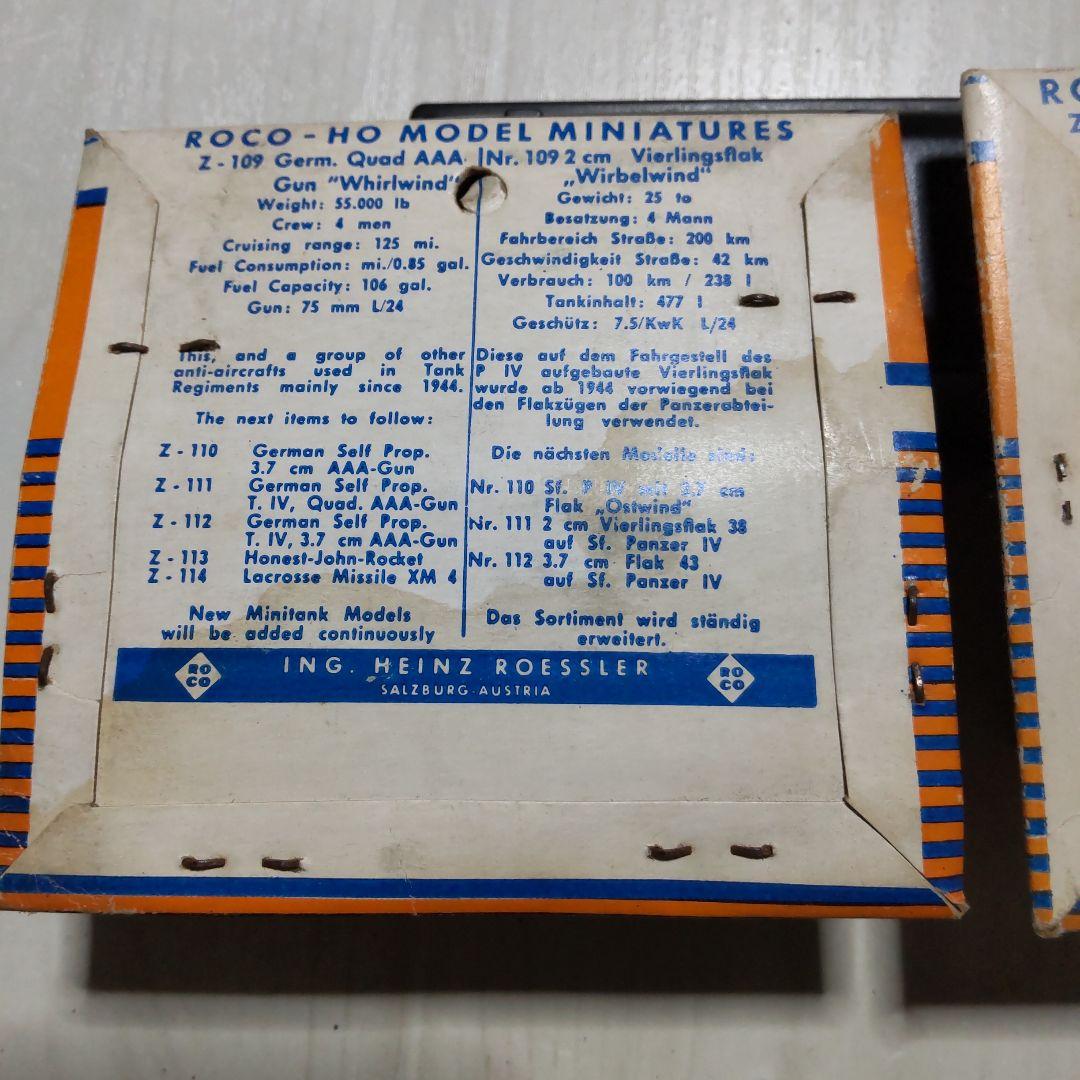 ROCO - HO MODEL MINIATURES
Z - 109 Germ. Quad AAA
Gun "Whirlwind"
Weight: 55.000 lb
Crew: 4 men
Cruising range: 125 mi.
Fuel Consumption: mi./0.85 gal.
Fuel Capacity: 106 gal.
Gun: 75 mm L/24
This, and a group of other
anti-aircrafts used in Tank
Regiments mainly since 1944.
The next items to follow:
Z - 110 German Self Prop.
3.7 cm AAA-Gun
Z - 111 German Self Prop.
T. IV, Quad. AAA-Gun
Z - 112 German Self Prop.
T. IV, 3.7 cm AAA-Gun
Z - 113 Honest-John-Rocket
Z - 114 Lacrosse Missile XM 4
New Minitank Models
will be added continuously
Nr. 109 2 cm Vierlingsflak
„Wirbelwind"
Gewicht: 25 to
Besatzung: 4 Mann
Fahrbereich Straße: 200 km
Geschwindigkeit Straße: 42 km
Verbrauch: 100 km / 238 l
Tankinhalt: 477 l
Geschütz: 7.5/KwK L/24
Diese auf dem Fahrgestell des
P IV aufgebaute Vierlingsflak
wurde ab 1944 vorwiegend bei
den Flakzügen der Panzerabtei-
lung verwendet.
Die nächsten Modelle sind:
Nr. 110 Sf. P IV mit 3.7 cm
Flak „Ostwind"
Nr. 111 2 cm Vierlingsflak 38
auf Sf. Panzer IV
Nr. 112 3.7 cm Flak 43
auf Sf. Panzer IV
Das Sortiment wird ständig
erweitert.
RO
CO
ING. HEINZ ROESSLER
SALZBURG-AUSTRIA
RO
CO